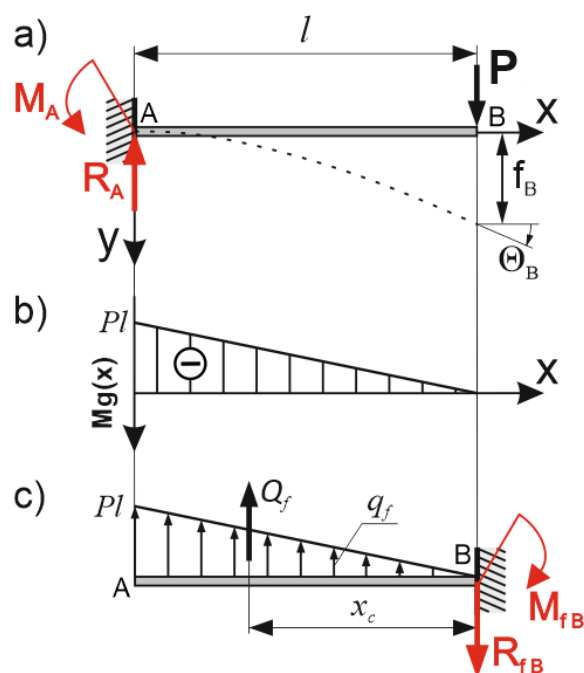 a)
l
P
M_A
A
B
x
R_A
f_B
y
Θ_B
b)
Pl
x
Mg(x)
c)
Pl
Q_f
q_f
B
A
x_c
M_fB
R_fB